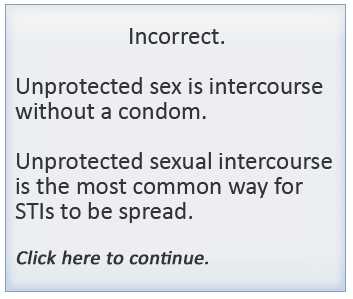 Incorrect.
Unprotected sex is intercourse
without a condom.
Unprotected sexual intercourse
is the most common way for
STIs to be spread.
Click here to continue.